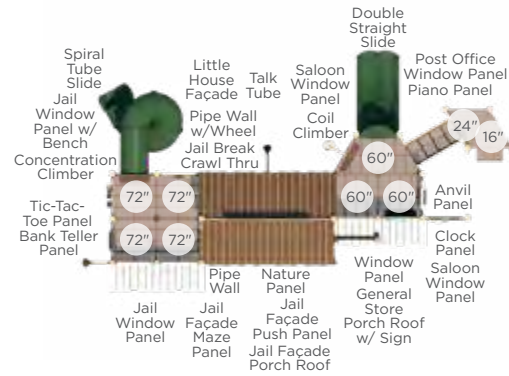 Double
Straight
Slide
Spiral
Tube
Slide
Little
House
Façade
Talk
Tube
Saloon
Window
Panel
Post Office
Window Panel
Piano Panel
Jail
Window
Panel w/
Bench
Pipe Wall
w/Wheel
Coil
Climber
Jail Break
Crawl Thru
Concentration
Climber
24"
16"
60"
72"
72"
60"
60"
Anvil
Panel
Tic-Tac-
Toe Panel
Bank Teller
Panel
72"
72"
Clock
Panel
Saloon
Window
Panel
Pipe
Wall
Nature
Panel
Window
Panel
General
Store
Porch Roof
w/ Sign
Jail
Window
Panel
Jail
Façade
Maze
Panel
Jail
Façade
Push Panel
Jail Façade
Porch Roof